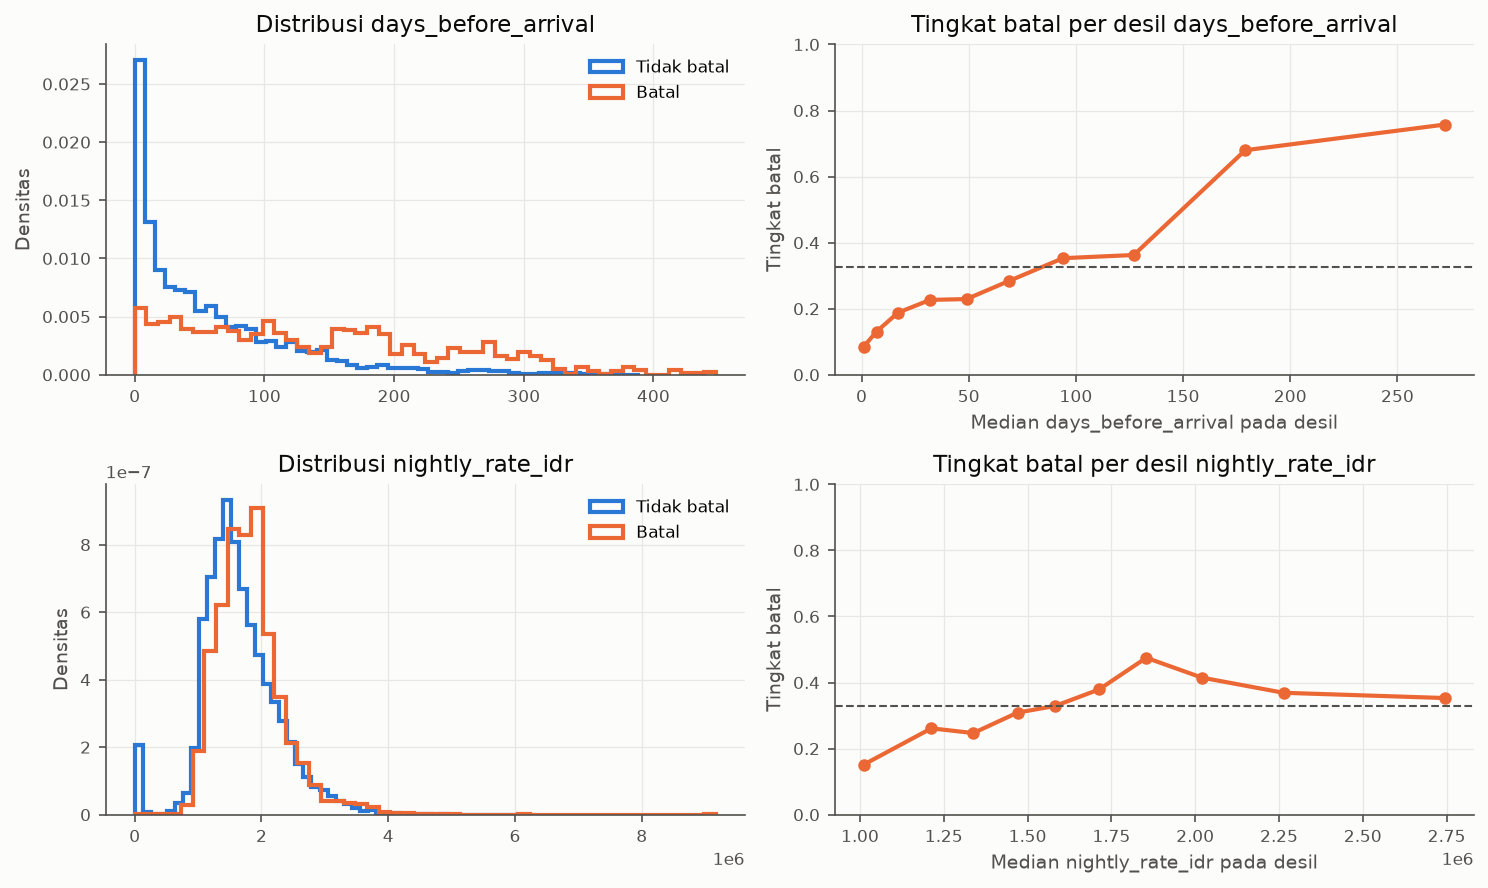 Distribusi days_before_arrival
Tidak batal
Batal
Densitas
0.025
0.020
0.015
0.010
0.005
0.000
0 100 200 300 400
Tingkat batal per desil days_before_arrival
Tingkat batal
1.0
0.8
0.6
0.4
0.2
0.0
0 50 100 150 200 250
Median days_before_arrival pada desil
Distribusi nightly_rate_idr
1e−7
Tidak batal
Batal
Densitas
8
6
4
2
0
0 2 4 6 8
1e6
Tingkat batal per desil nightly_rate_idr
Tingkat batal
1.0
0.8
0.6
0.4
0.2
0.0
1.00 1.25 1.50 1.75 2.00 2.25 2.50 2.75
1e6
Median nightly_rate_idr pada desil